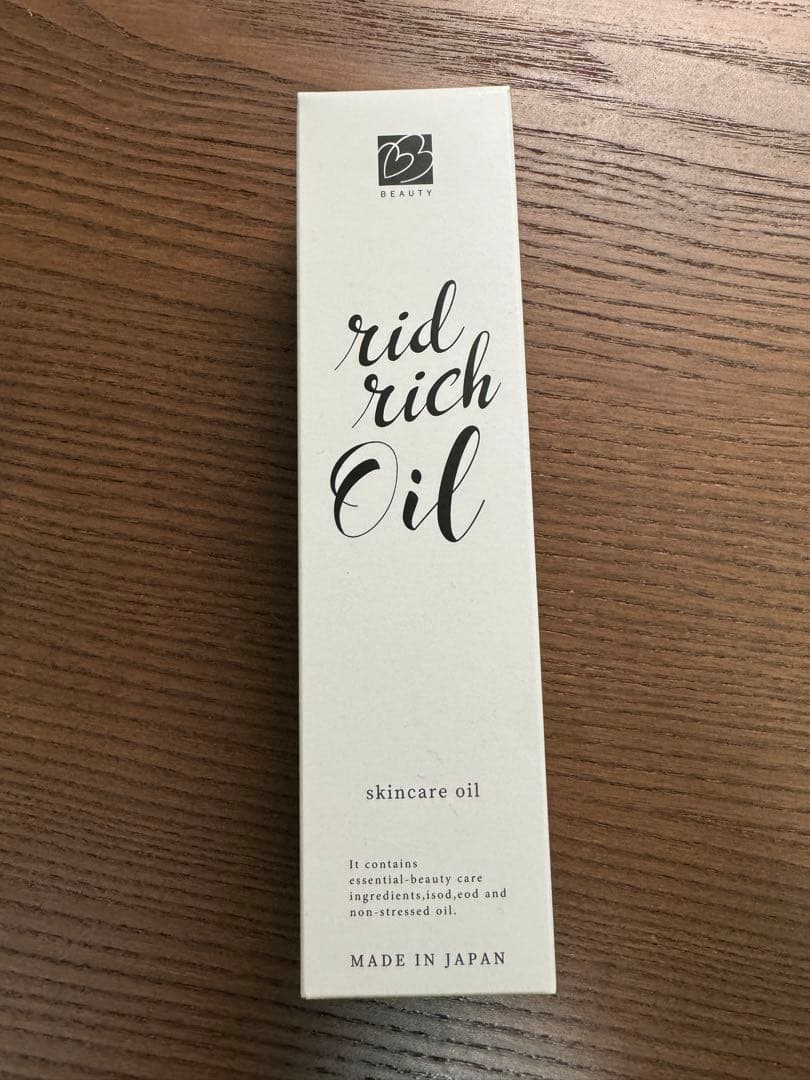 BEAUTY
rid
rich
Oil
skincare oil
It contains
essential-beauty care
ingredients,isod,eod and
non-stressed oil.
MADE IN JAPAN